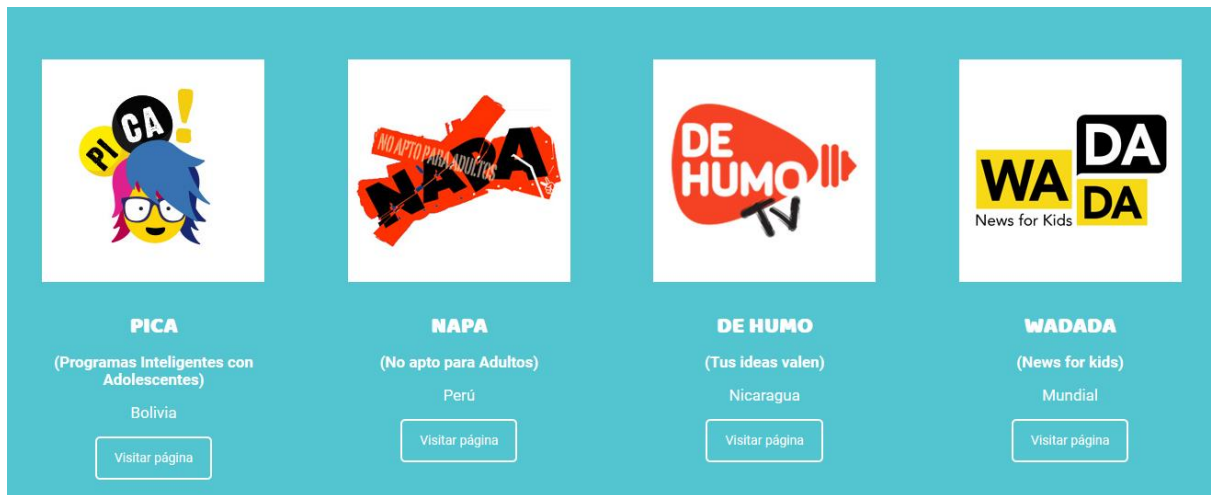 PICA!
NO APTO PARA ADULTOS
NAPA
DE
HUMO
TV
WA
DA
DA
News for Kids
PICA
(Programas Inteligentes con
Adolescentes)
Bolivia
Visitar página
NAPA
(No apto para Adultos)
Perú
Visitar página
DE HUMO
(Tus ideas valen)
Nicaragua
Visitar página
WADADA
(News for kids)
Mundial
Visitar página